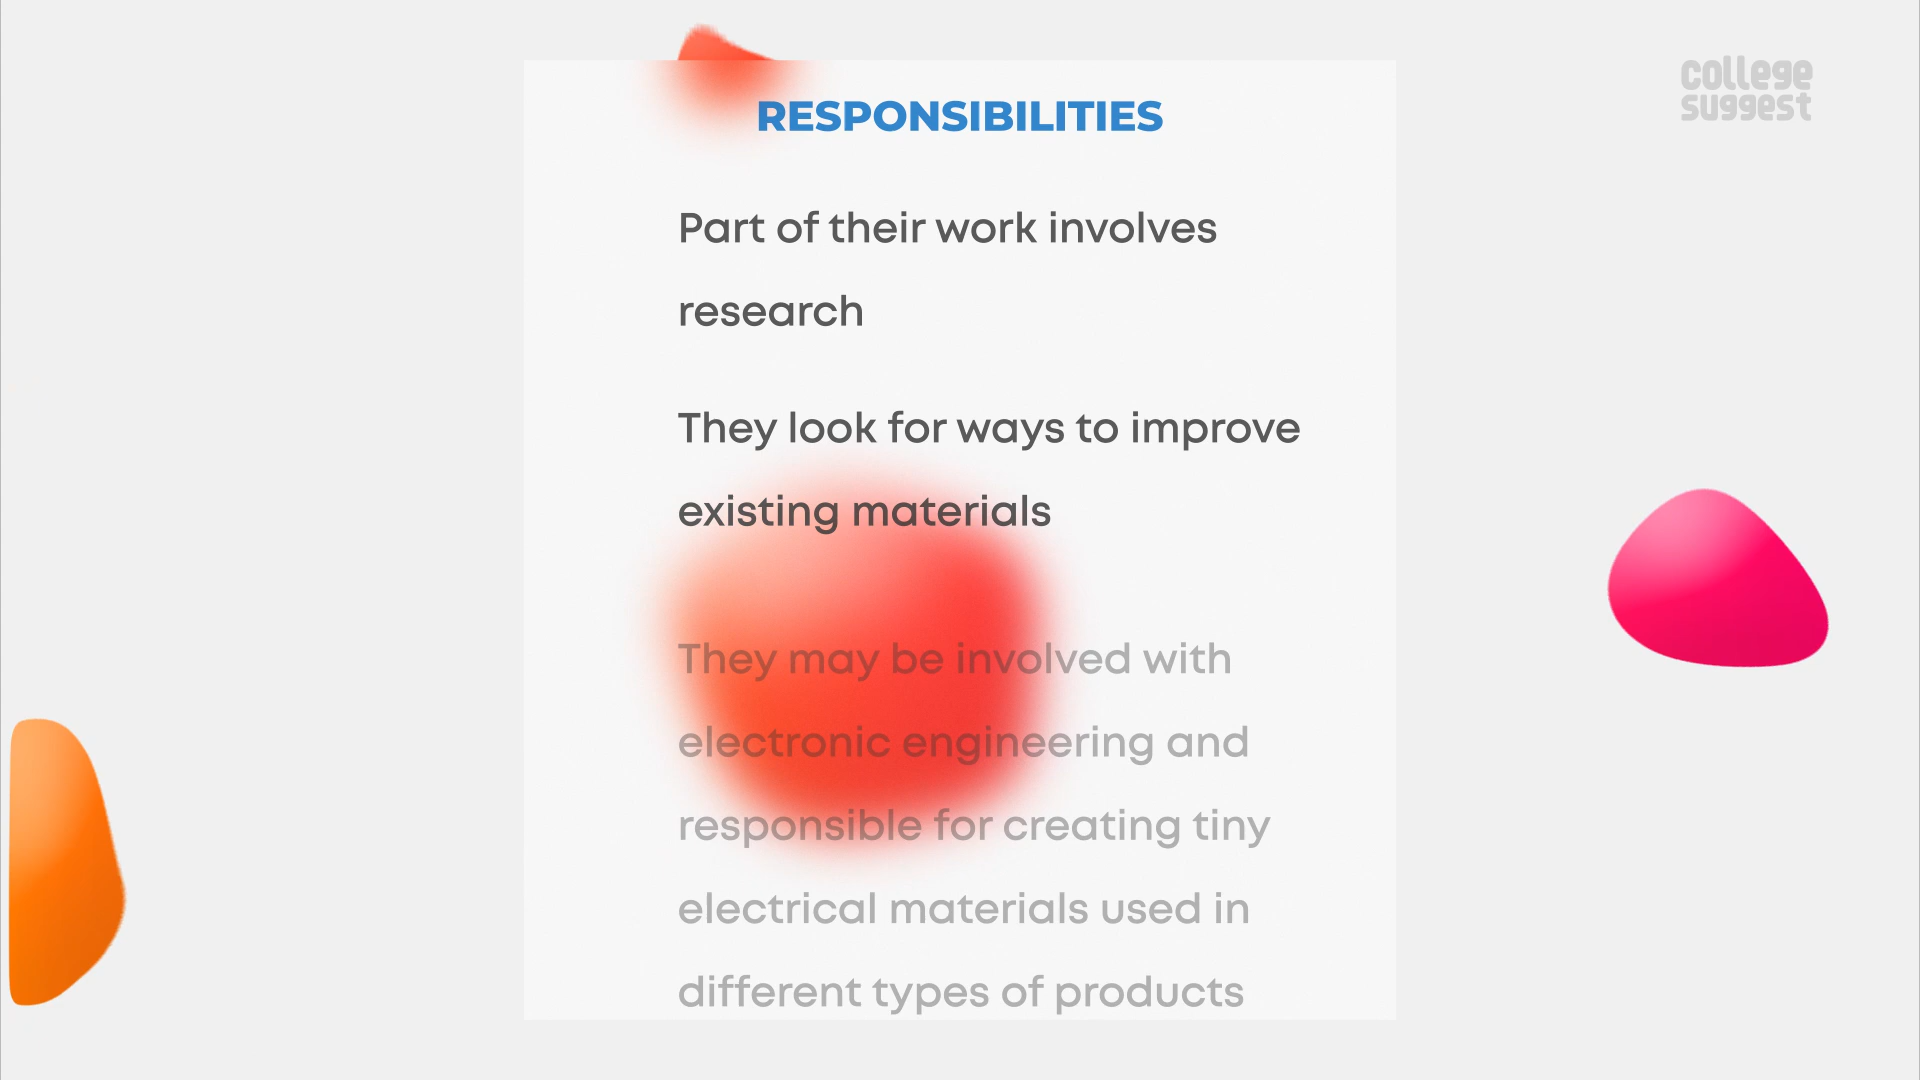 college
suggest
RESPONSIBILITIES
Part of their work involves
research
They look for ways to improve
existing materials
They may be involved with
electronic engineering and
responsible for creating tiny
electrical materials used in
different types of products